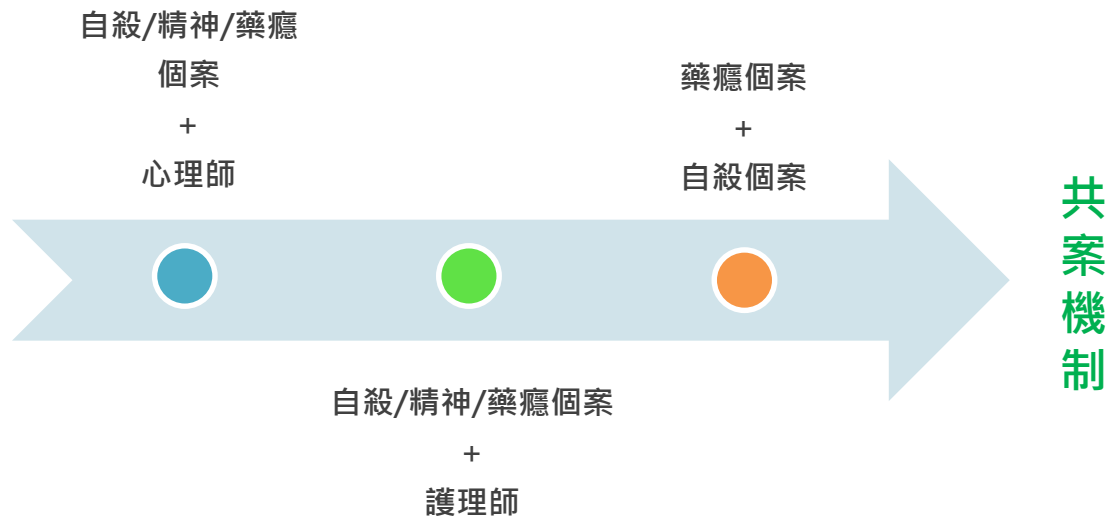 自殺/精神/藥癮
個案
+
心理師
自殺/精神/藥癮個案
+
護理師
藥癮個案
+
自殺個案
共
案
機
制